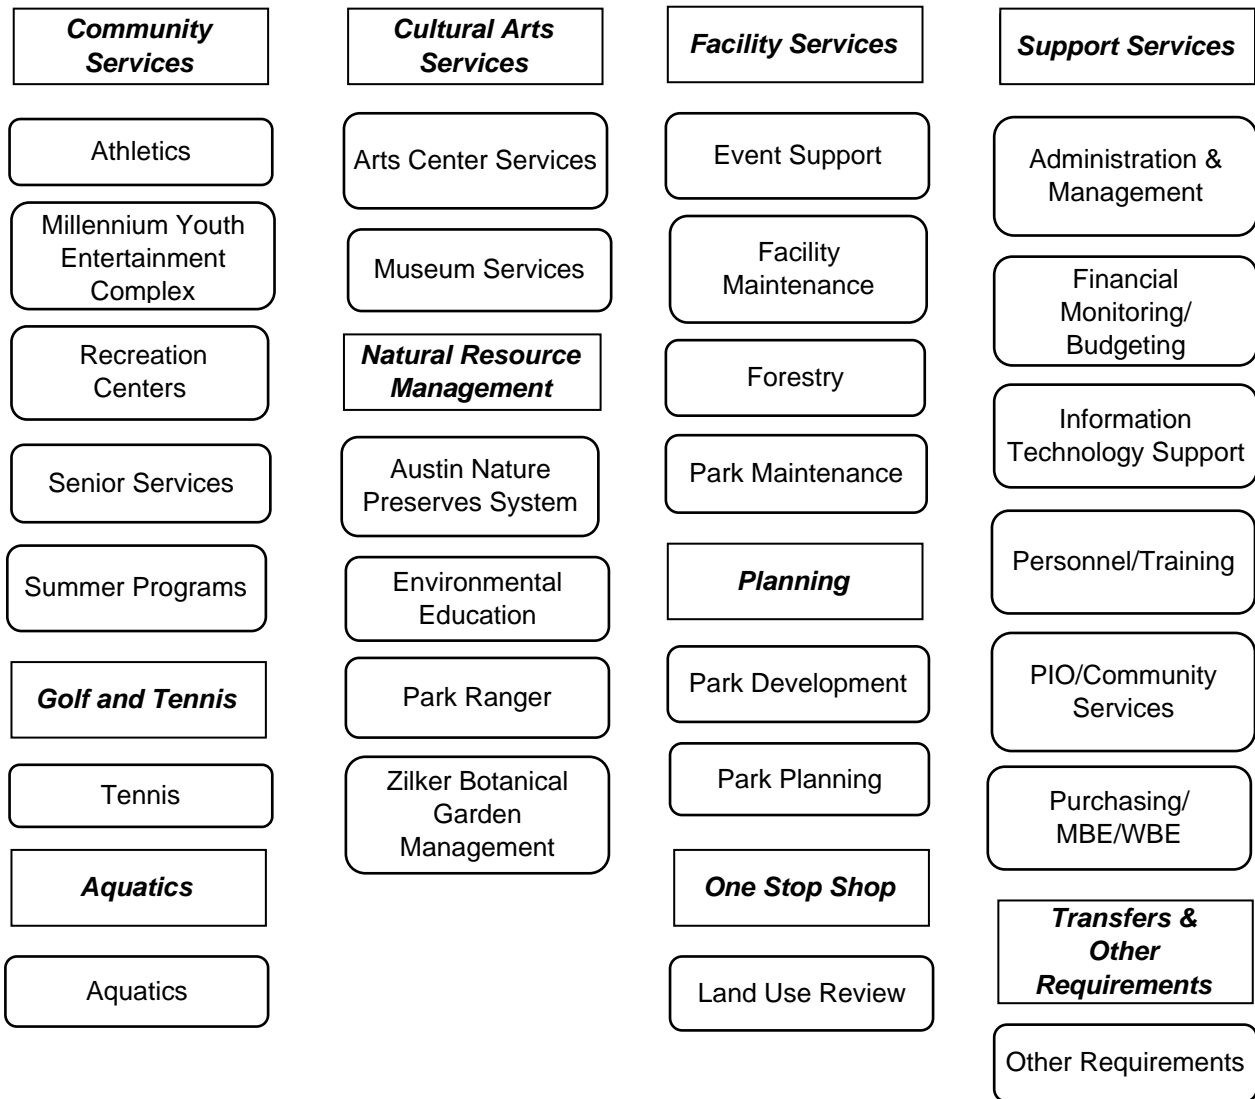 Community
Services
Athletics
Millennium Youth
Entertainment
Complex
Recreation
Centers
Senior Services
Summer Programs
Golf and Tennis
Tennis
Aquatics
Aquatics
Cultural Arts
Services
Arts Center Services
Museum Services
Natural Resource
Management
Austin Nature
Preserves System
Environmental
Education
Park Ranger
Zilker Botanical
Garden
Management
Facility Services
Event Support
Facility
Maintenance
Forestry
Park Maintenance
Planning
Park Development
Park Planning
One Stop Shop
Land Use Review
Support Services
Administration &
Management
Financial
Monitoring/
Budgeting
Information
Technology Support
Personnel/Training
PIO/Community
Services
Purchasing/
MBE/WBE
Transfers &
Other
Requirements
Other Requirements